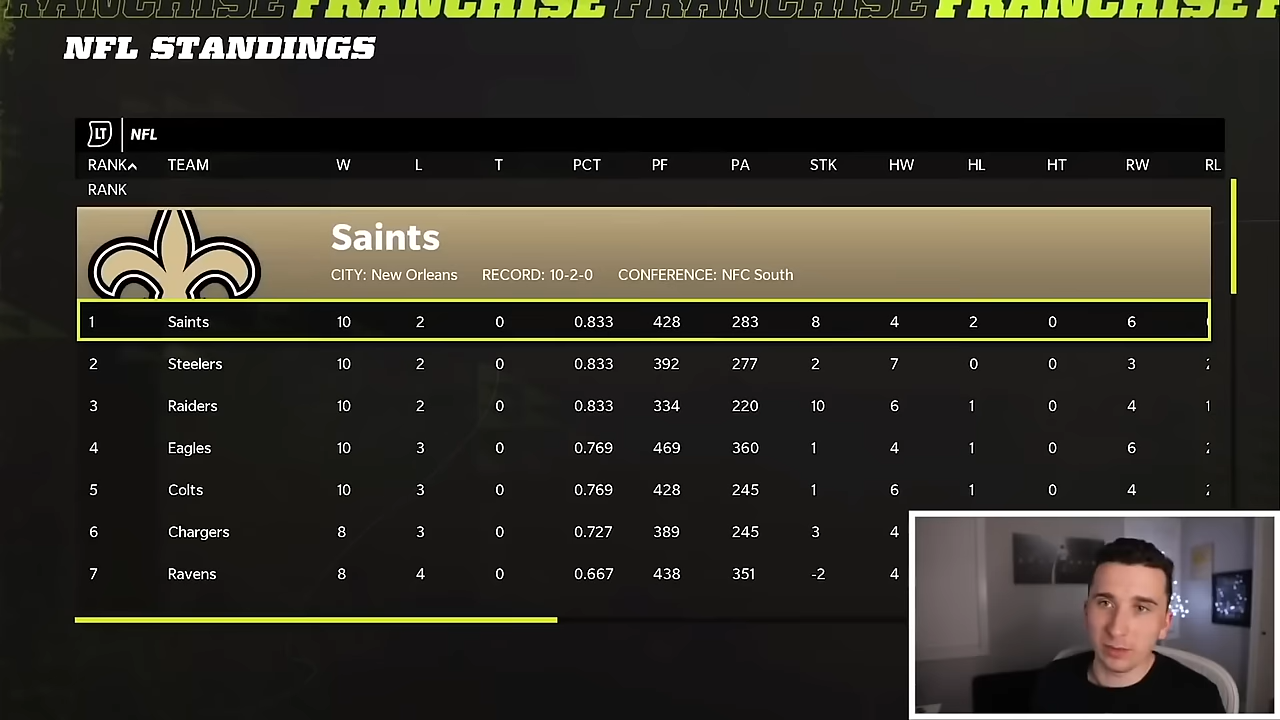 FRANCHISE FRANCHISE FRANCHISE FRANCHISE
NFL STANDINGS
LT NFL
RANK TEAM W L T PCT PF PA STK HW HL HT RW RL
RANK
Saints
CITY: New Orleans RECORD: 10-2-0 CONFERENCE: NFC South
1 Saints 10 2 0 0.833 428 283 8 4 2 0 6
2 Steelers 10 2 0 0.833 392 277 2 7 0 0 3
3 Raiders 10 2 0 0.833 334 220 10 6 1 0 4 1
4 Eagles 10 3 0 0.769 469 360 1 4 1 0 6
5 Colts 10 3 0 0.769 428 245 1 6 1 0 4
6 Chargers 8 3 0 0.727 389 245 3 4
7 Ravens 8 4 0 0.667 438 351 -2 4